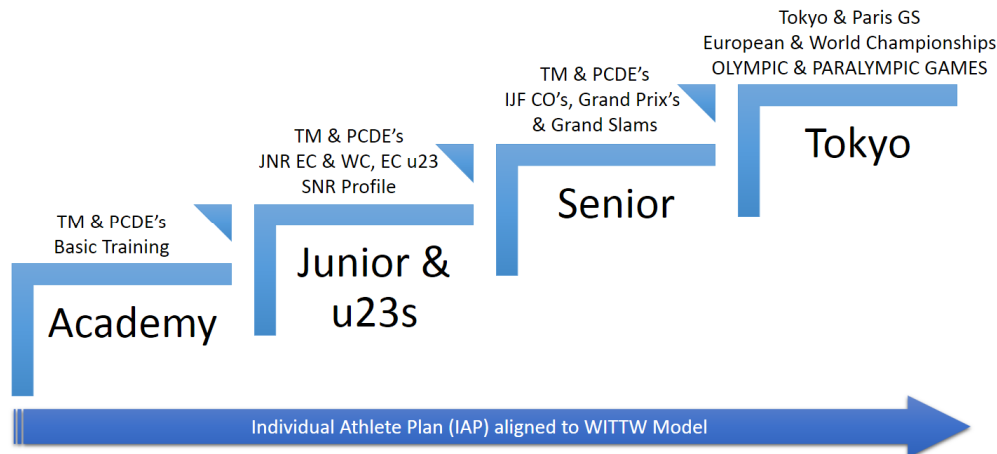 Tokyo & Paris GS
European & World Championships
OLYMPIC & PARALYMPIC GAMES
Tokyo
TM & PCDE’s
IJF CO’s, Grand Prix’s
& Grand Slams
Senior
TM & PCDE’s
JNR EC & WC, EC u23
SNR Profile
Junior &
u23s
TM & PCDE’s
Basic Training
Academy
Individual Athlete Plan (IAP) aligned to WITTW Model